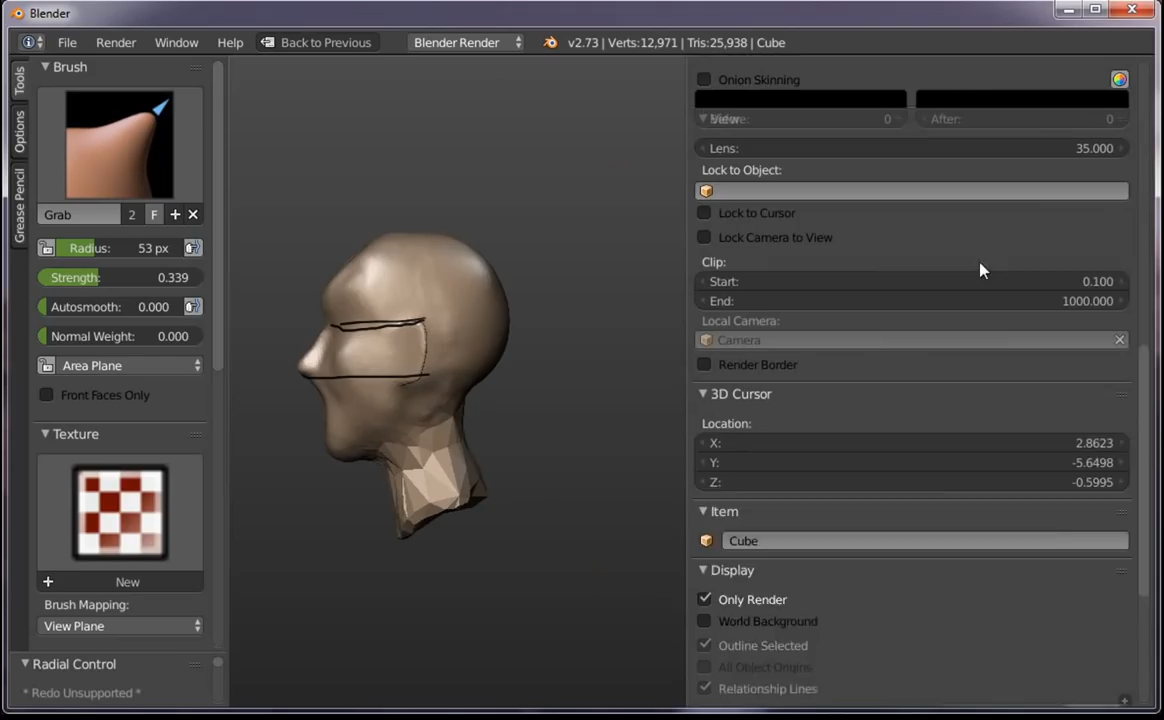 Blender
File Render Window Help Back to Previous Blender Render v2.73 | Verts:12,971 | Tris:25,938 | Cube
Tools
Options
Grease Pencil
Brush
Grab 2 F
Radius: 53 px
Strength: 0.339
Autosmooth: 0.000
Normal Weight: 0.000
Area Plane
Front Faces Only
Texture
New
Brush Mapping:
View Plane
Radial Control
* Redo Unsupported *
Onion Skinning
View 0 After: 0
Lens: 35.000
Lock to Object:
Lock to Cursor
Lock Camera to View
Clip:
Start: 0.100
End: 1000.000
Local Camera:
Camera
Render Border
3D Cursor
Location:
X: 2.8623
Y: -5.6498
Z: -0.5995
Item
Cube
Display
Only Render
World Background
Outline Selected
All Object Origins
Relationship Lines